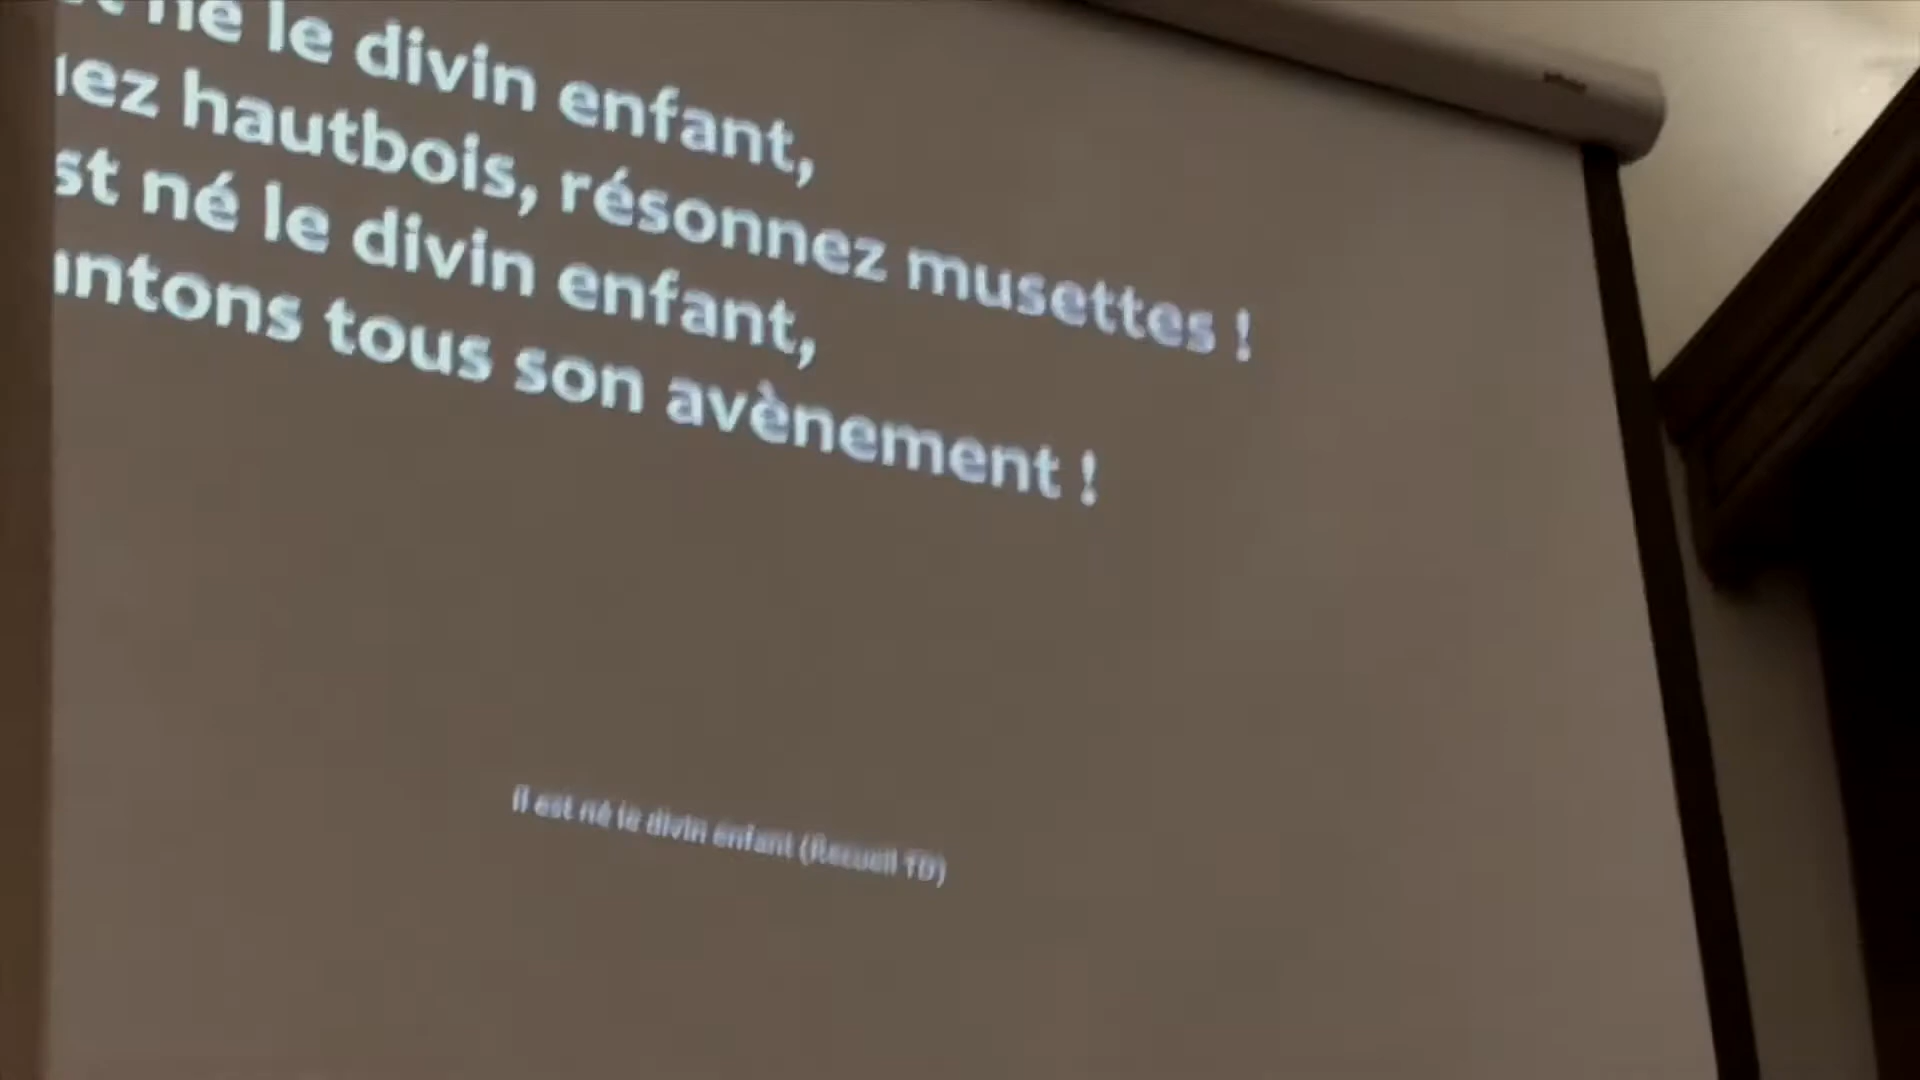 né le divin enfant,
ez hautbois, résonnez musettes !
st né le divin enfant,
ntons tous son avènement !
Il est né le divin enfant (Recueil TD)